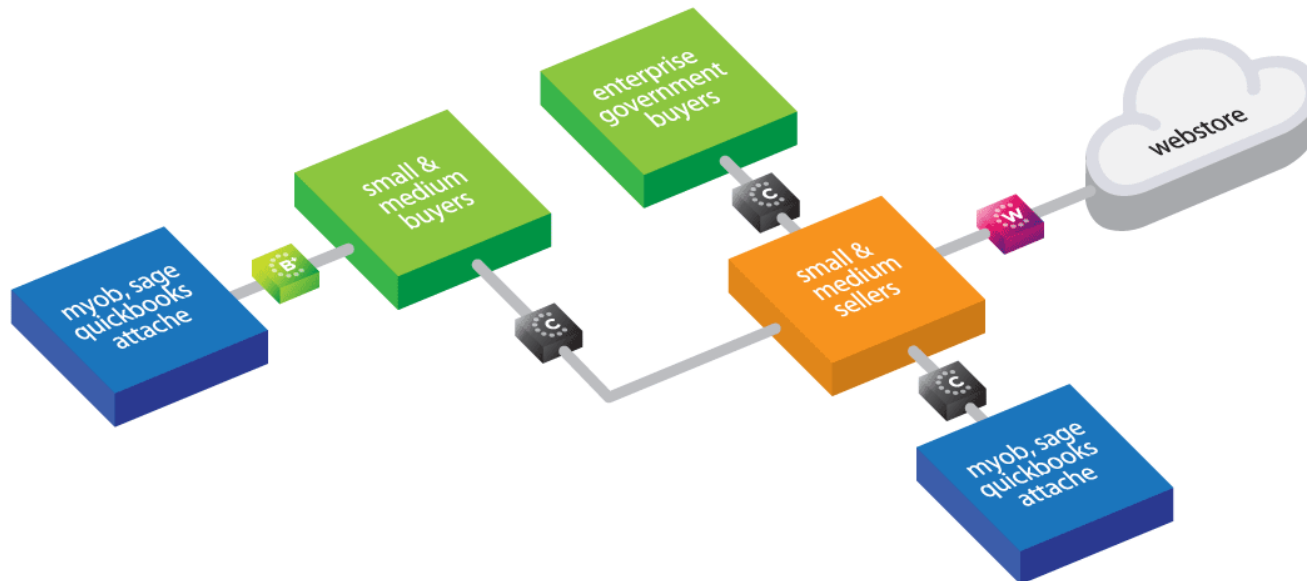 enterprise
government
buyers
webstore
small &
medium
buyers
C
W
small &
medium
sellers
myob, sage
quickbooks
attache
B+
C
C
myob, sage
quickbooks
attache